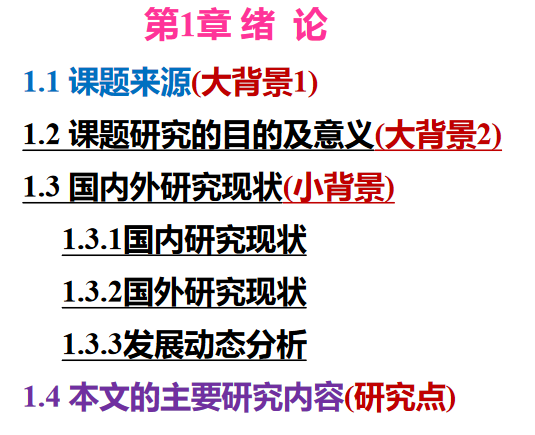 第1章 绪 论
1.1 课题来源(大背景1)
1.2 课题研究的目的及意义(大背景2)
1.3 国内外研究现状(小背景)
1.3.1国内研究现状
1.3.2国外研究现状
1.3.3发展动态分析
1.4 本文的主要研究内容(研究点)